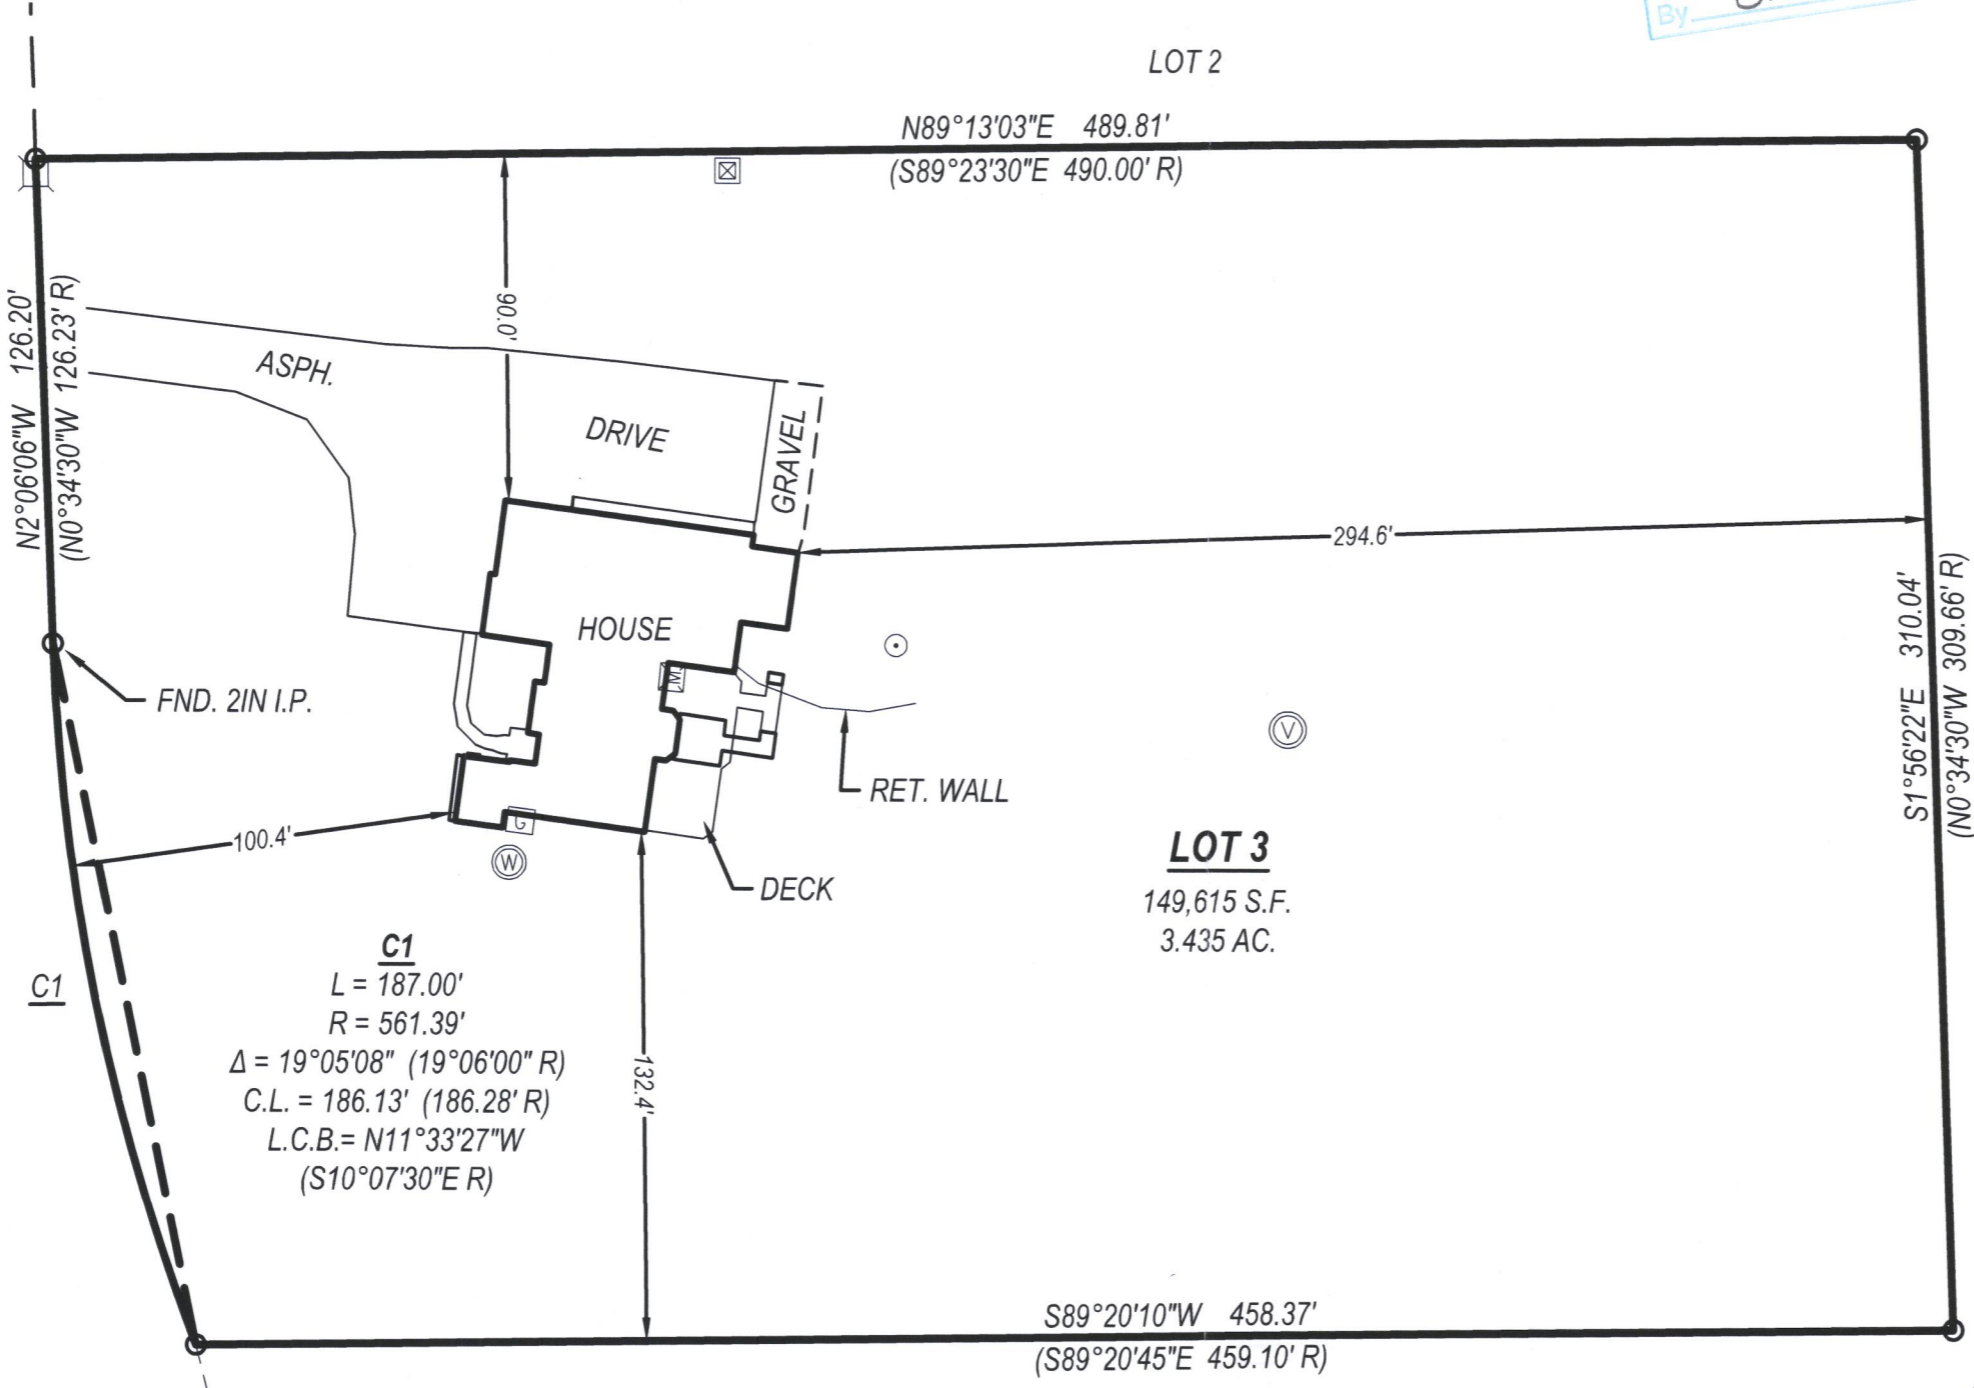 By
LOT 2
N89°13'03"E 489.81'
(S89°23'30"E 490.00' R)
N2°06'06"W 126.20'
(N0°34'30"W 126.23' R)
90.0'
ASPH.
DRIVE
GRAVEL
294.6'
HOUSE
M
S1°56'22"E 310.04'
(N0°34'30"W 309.66' R)
FND. 2IN I.P.
V
RET. WALL
100.4'
G
W
DECK
LOT 3
149,615 S.F.
3.435 AC.
C1
C1
L = 187.00'
R = 561.39'
Δ = 19°05'08" (19°06'00" R)
C.L. = 186.13' (186.28' R)
L.C.B.= N11°33'27"W
(S10°07'30"E R)
132.4'
S89°20'10"W 458.37'
(S89°20'45"E 459.10' R)